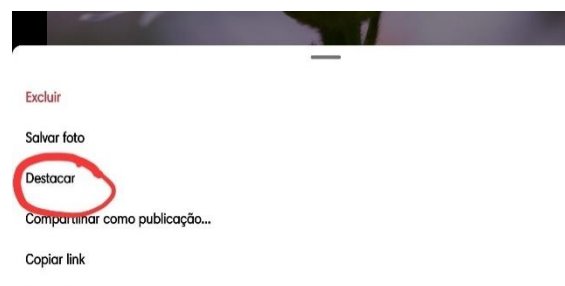 Excluir
Salvar foto
Destacar
Compartilhar como publicação...
Copiar link